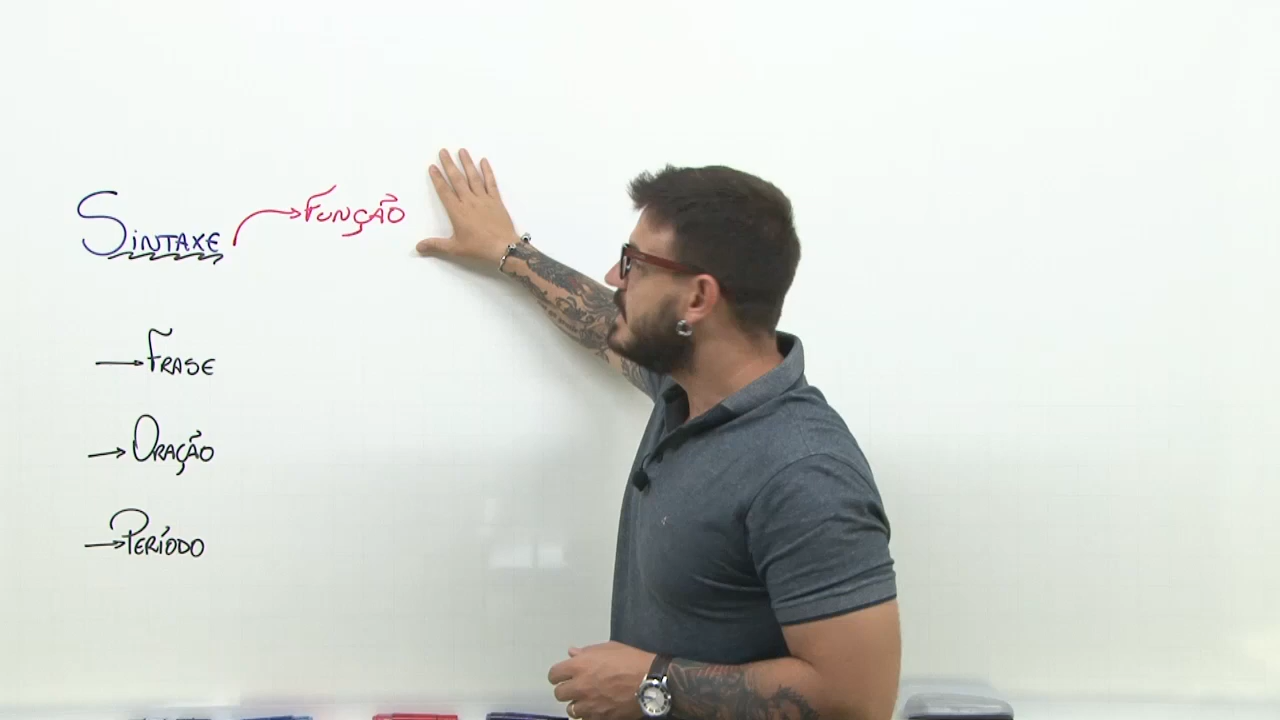 Sintaxe → Função
→ Frase
→ Oração
→ Período